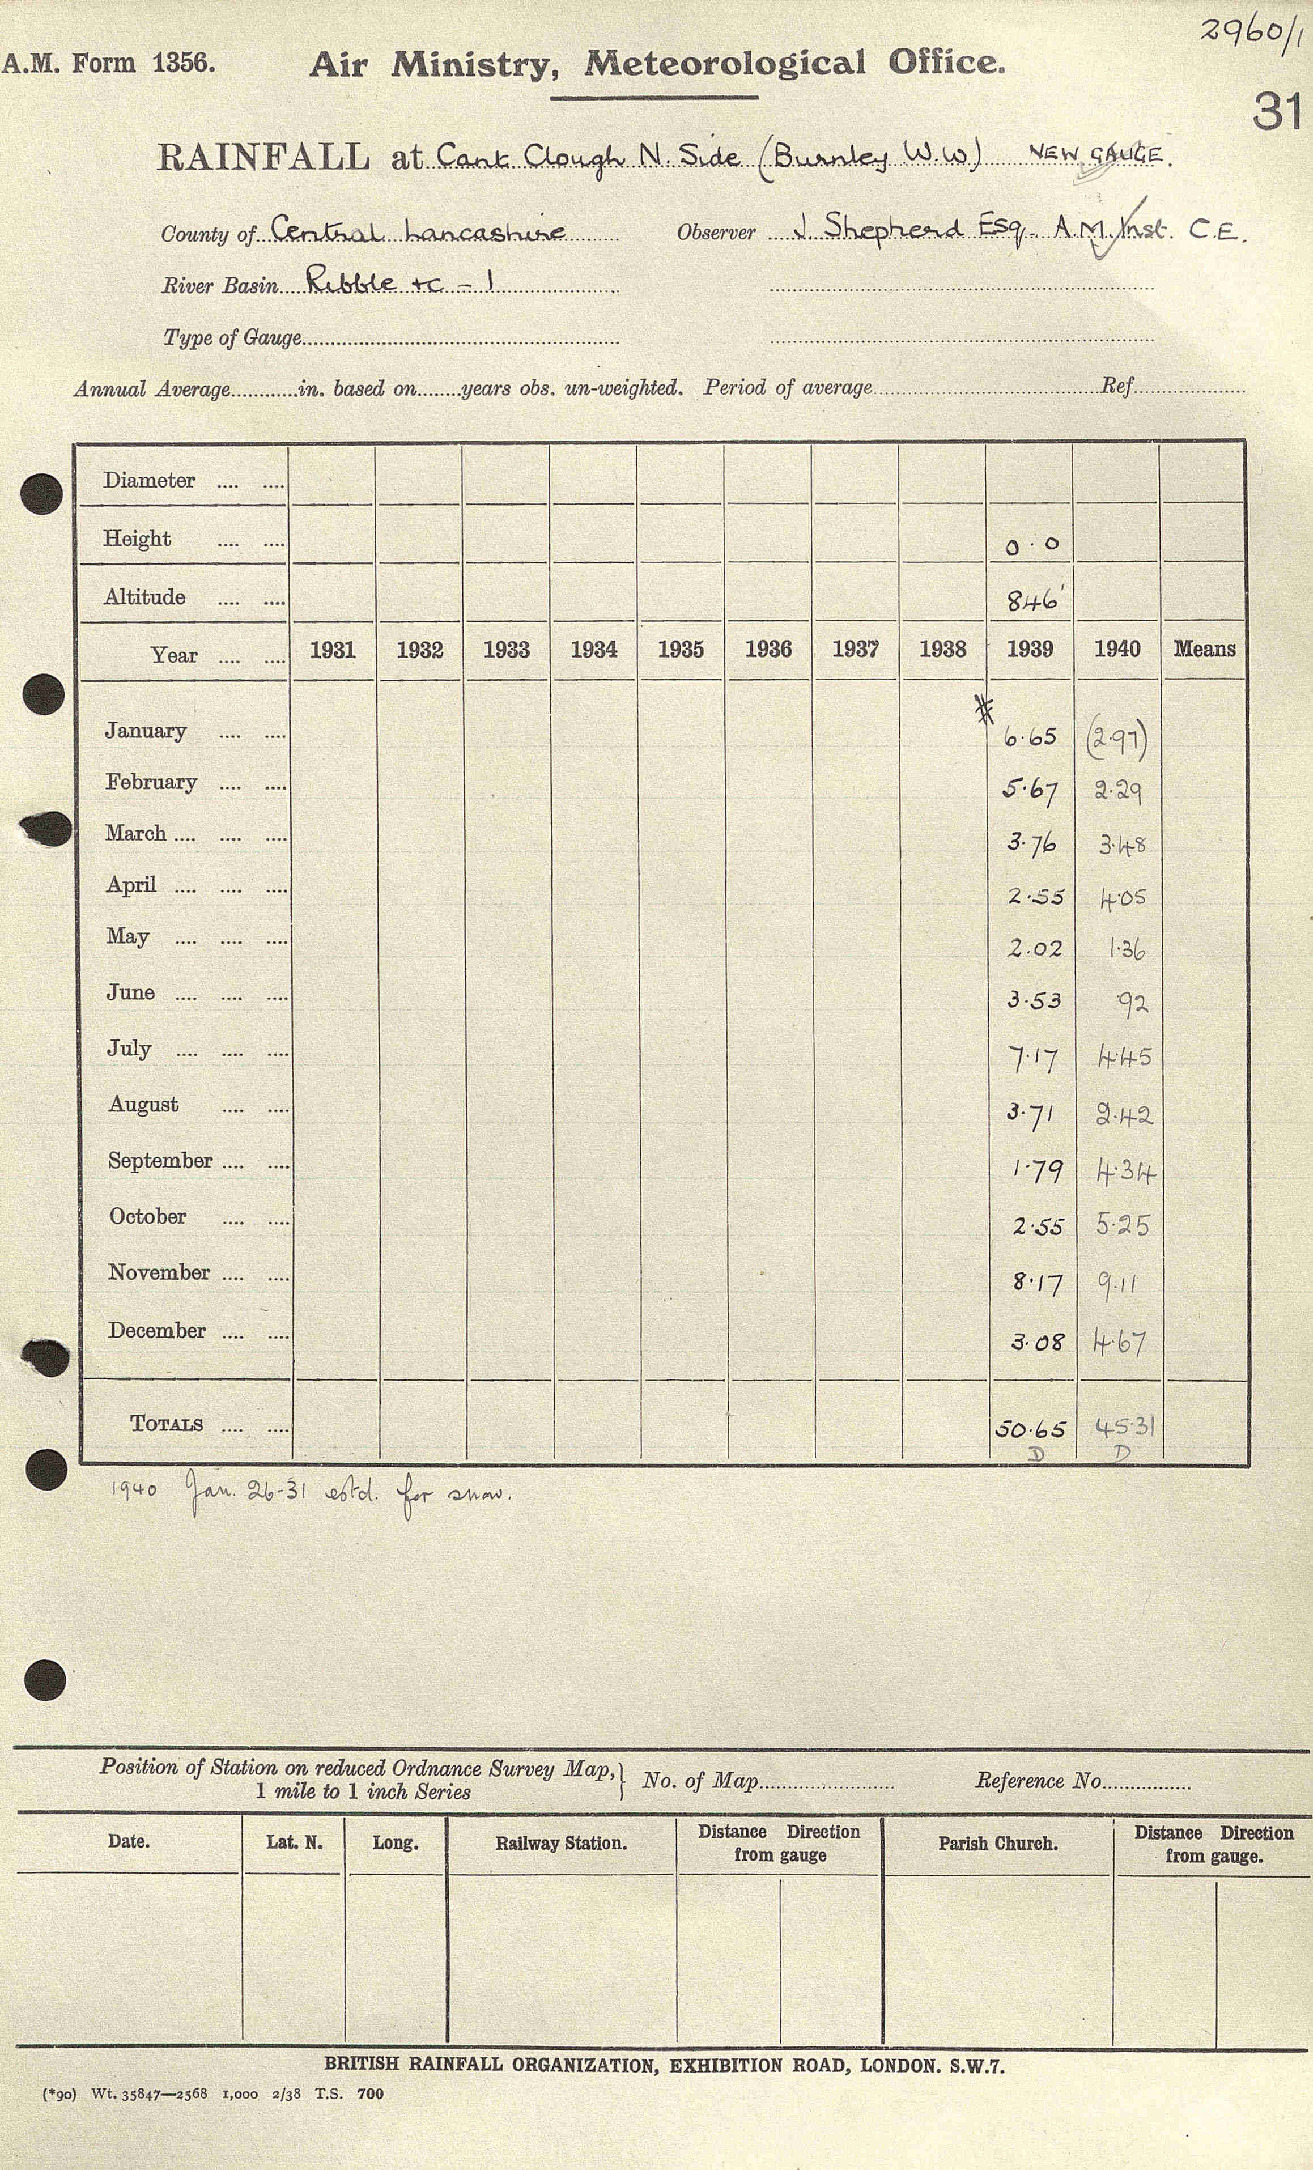 2960/1
A.M. Form 1356. Air Ministry, Meteorological Office.
31
RAINFALL at Cant Clough N. Side (Burnley W.W) NEW GAUGE.
County of Central Lancashire Observer J. Shepherd Esq. A.M. Inst. C.E.
River Basin Ribble +c - 1
Type of Gauge
Annual Average in. based on years obs. un-weighted. Period of average Ref.
Diameter
Height 0.0
Altitude 846'
Year 1931 1932 1933 1934 1935 1936 1937 1938 1939 1940 Means
January 6.65 (2.97)
February 5.67 2.29
March 3.76 3.48
April 2.55 4.05
May 2.02 1.36
June 3.53 .92
July 7.17 4.45
August 3.71 2.42
September 1.79 4.34
October 2.55 5.25
November 8.17 9.11
December 3.08 4.67
TOTALS 50.65 45.31
D D
1940 Jan. 26-31 estd. for snow.
Position of Station on reduced Ordnance Survey Map, } No. of Map Reference No.
1 mile to 1 inch Series
Date. Lat. N. Long. Railway Station. Distance Direction from gauge Parish Church. Distance Direction from gauge.
BRITISH RAINFALL ORGANIZATION, EXHIBITION ROAD, LONDON. S.W.7.
(*90) Wt. 35847—2568 1,000 2/38 T.S. 700